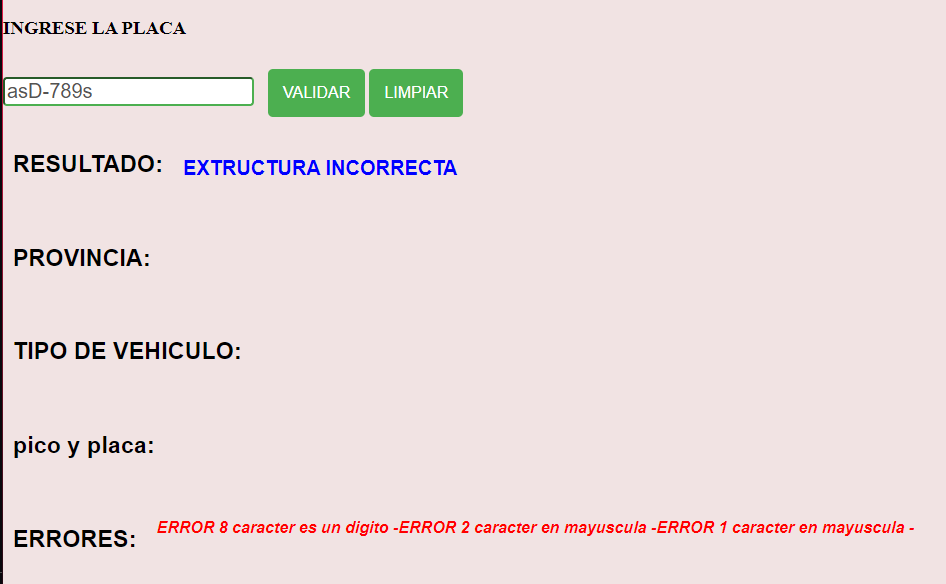 INGRESE LA PLACA
asD-789s VALIDAR LIMPIAR
RESULTADO: EXTRUCTURA INCORRECTA
PROVINCIA:
TIPO DE VEHICULO:
pico y placa:
ERRORES: ERROR 8 caracter es un digito -ERROR 2 caracter en mayuscula -ERROR 1 caracter en mayuscula -